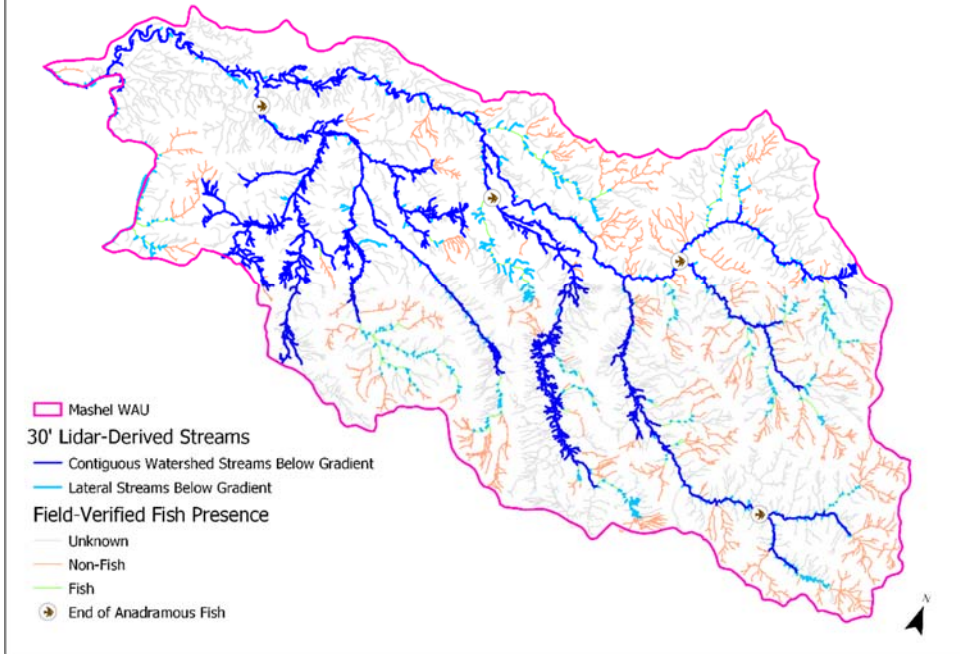 Mashel WAU
30' Lidar-Derived Streams
Contiguous Watershed Streams Below Gradient
Lateral Streams Below Gradient
Field-Verified Fish Presence
Unknown
Non-Fish
Fish
End of Anadramous Fish
N